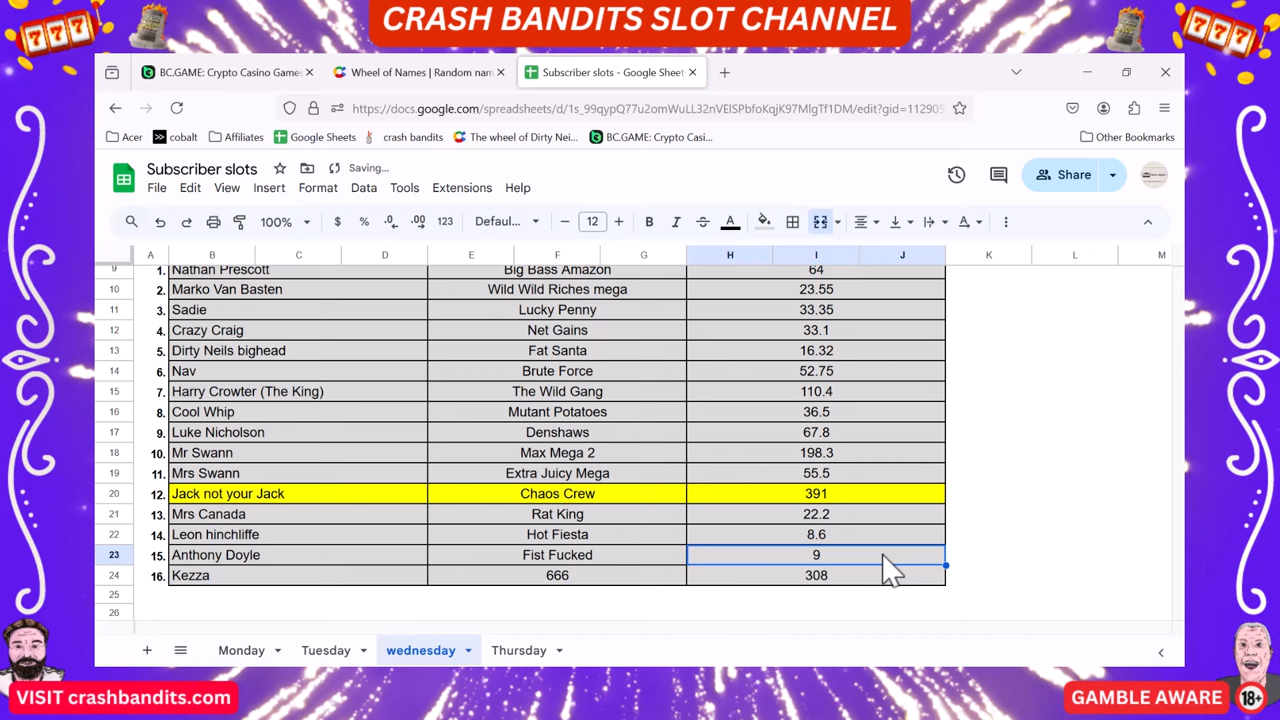 CRASH BANDITS SLOT CHANNEL
777
777
BC.GAME: Crypto Casino Game
Wheel of Names | Random nam
Subscriber slots - Google Sheet
https://docs.google.com/spreadsheets/d/1s_99qypQ77u2omWuLL32nVElSPbfoKqjK97MlgTf1DM/edit?gid=112905
Acer
cobalt
Affiliates
Google Sheets
crash bandits
The wheel of Dirty Nei...
BC.GAME: Crypto Casi...
Other Bookmarks
Subscriber slots
Saving...
File Edit View Insert Format Data Tools Extensions Help
Share
100% $ % .0 .00 123 Defaul... 12 B I A
A B C D E F G H I J K L M
9 1. Nathan Prescott Big Bass Amazon 64
10 2. Marko Van Basten Wild Wild Riches mega 23.55
11 3. Sadie Lucky Penny 33.35
12 4. Crazy Craig Net Gains 33.1
13 5. Dirty Neils bighead Fat Santa 16.32
14 6. Nav Brute Force 52.75
15 7. Harry Crowter (The King) The Wild Gang 110.4
16 8. Cool Whip Mutant Potatoes 36.5
17 9. Luke Nicholson Denshaws 67.8
18 10. Mr Swann Max Mega 2 198.3
19 11. Mrs Swann Extra Juicy Mega 55.5
20 12. Jack not your Jack Chaos Crew 391
21 13. Mrs Canada Rat King 22.2
22 14. Leon hinchliffe Hot Fiesta 8.6
23 15. Anthony Doyle Fist Fucked 9
24 16. Kezza 666 308
25
26
Monday Tuesday wednesday Thursday
VISIT crashbandits.com
GAMBLE AWARE 18+